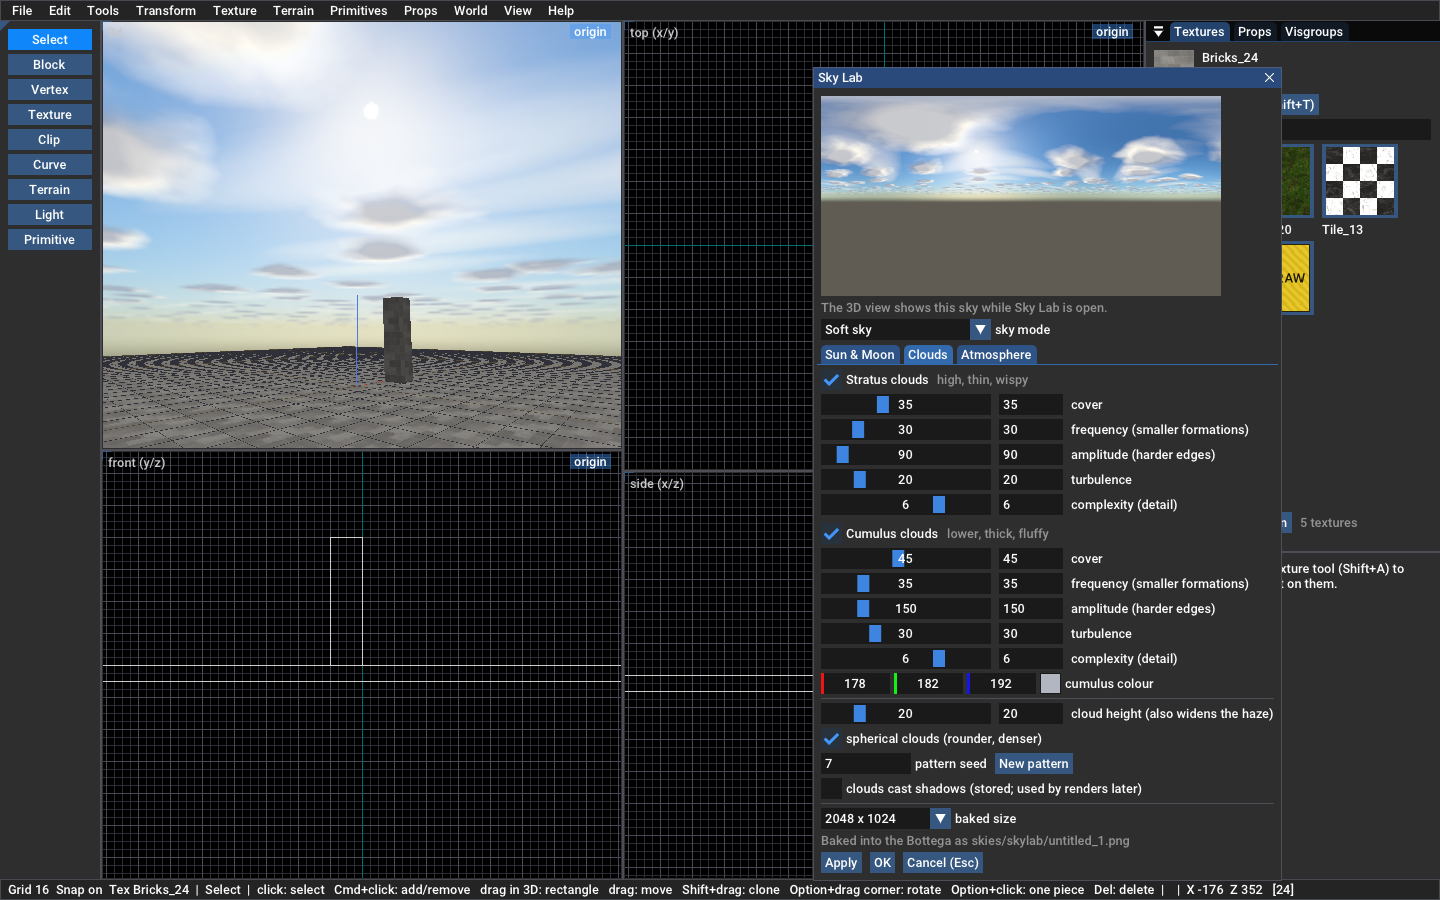 File Edit Tools Transform Texture Terrain Primitives Props World View Help
Select
Block
Vertex
Texture
Clip
Curve
Terrain
Light
Primitive
origin
top (x/y)
origin
front (y/z)
origin
side (x/z)
Textures Props Visgroups
Bricks_24
ift+T)
20
Tile_13
RAW
n 5 textures
xture tool (Shift+A) to
t on them.
Sky Lab
The 3D view shows this sky while Sky Lab is open.
Soft sky sky mode
Sun & Moon Clouds Atmosphere
Stratus clouds high, thin, wispy
35 35 cover
30 30 frequency (smaller formations)
90 90 amplitude (harder edges)
20 20 turbulence
6 6 complexity (detail)
Cumulus clouds lower, thick, fluffy
45 45 cover
35 35 frequency (smaller formations)
150 150 amplitude (harder edges)
30 30 turbulence
6 6 complexity (detail)
178 182 192 cumulus colour
20 20 cloud height (also widens the haze)
spherical clouds (rounder, denser)
7 pattern seed New pattern
clouds cast shadows (stored; used by renders later)
2048 x 1024 baked size
Baked into the Bottega as skies/skylab/untitled_1.png
Apply OK Cancel (Esc)
Grid 16 Snap on Tex Bricks_24 | Select | click: select Cmd+click: add/remove drag in 3D: rectangle drag: move Shift+drag: clone Option+drag corner: rotate Option+click: one piece Del: delete | | X -176 Z 352 [24]